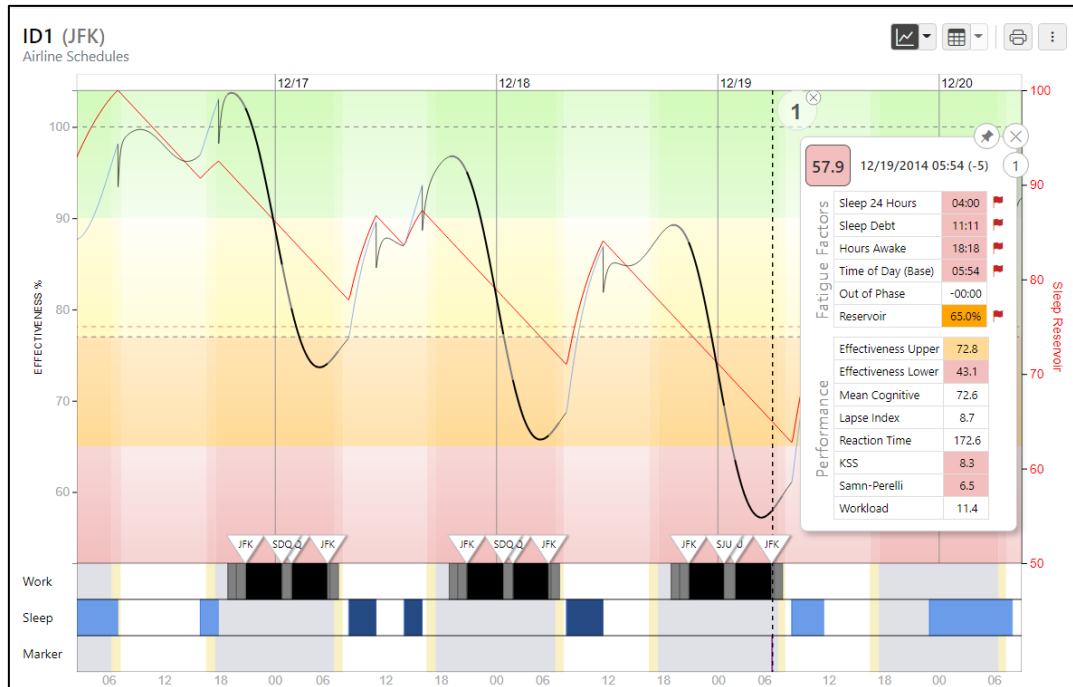 ID1 (JFK)
Airline Schedules
12/17
12/18
12/19
12/20
100
90
80
70
60
EFFECTIVENESS %
100
90
80
70
60
50
Sleep Reservoir
1
57.9
12/19/2014 05:54 (-5)
1
Fatigue Factors
Sleep 24 Hours 04:00
Sleep Debt 11:11
Hours Awake 18:18
Time of Day (Base) 05:54
Out of Phase -00:00
Reservoir 65.0%
Performance
Effectiveness Upper 72.8
Effectiveness Lower 43.1
Mean Cognitive 72.6
Lapse Index 8.7
Reaction Time 172.6
KSS 8.3
Samn-Perelli 6.5
Workload 11.4
JFK SDQ Q JFK JFK SDQ Q JFK JFK SJU J JFK
Work
Sleep
Marker
06 12 18 00 06 12 18 00 06 12 18 00 06 12 18 00 06